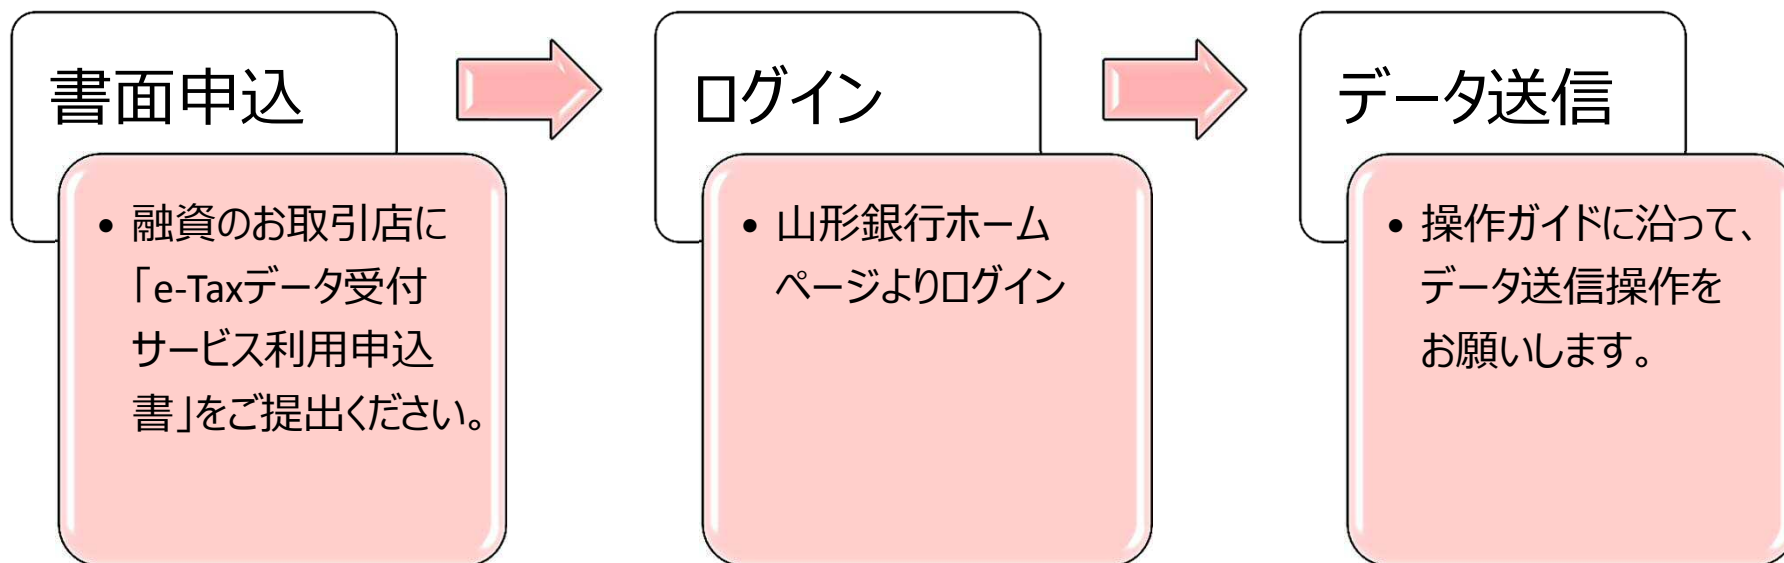 書面申込
• 融資のお取引店に
「e-Taxデータ受付
サービス利用申込
書」をご提出ください。
ログイン
• 山形銀行ホーム
ページよりログイン
データ送信
• 操作ガイドに沿って、
データ送信操作を
お願いします。